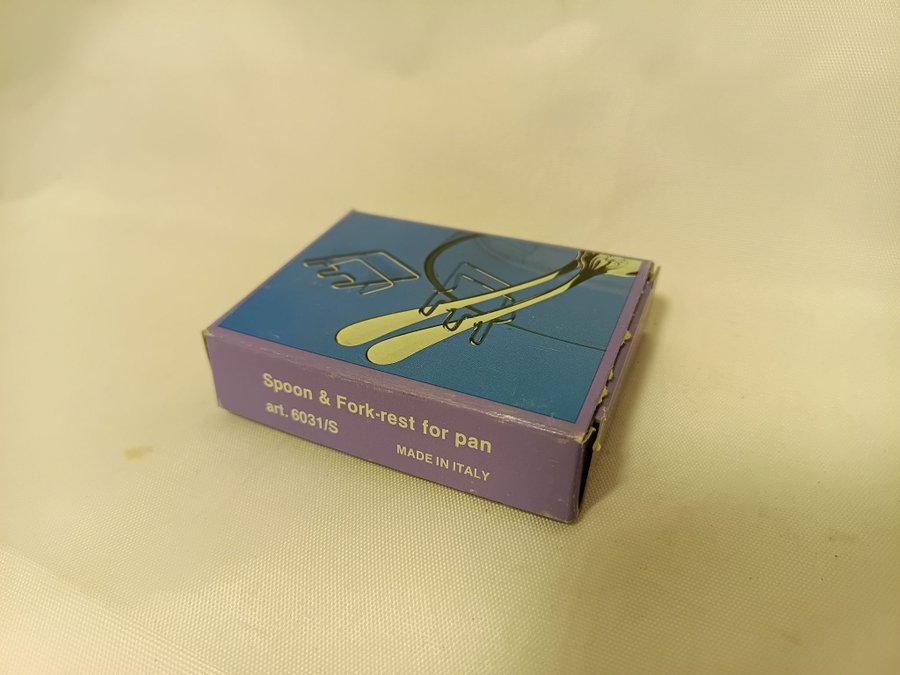 Spoon & Fork-rest for pan
art. 6031/S
MADE IN ITALY